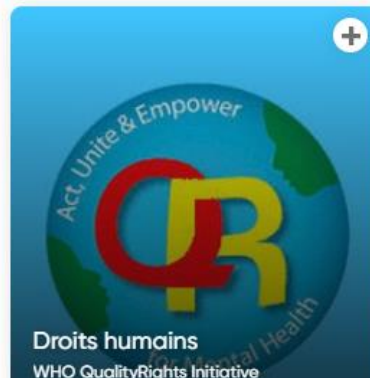 Act, Unite & Empower
QR
for Mental Health
Droits humains
WHO QualityRights Initiative